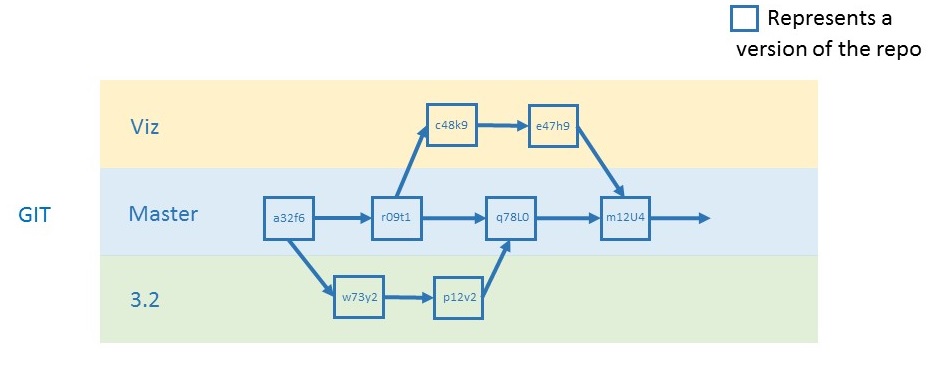 Represents a
version of the repo
Viz
c48k9
e47h9
GIT
Master
a32f6
r09t1
q78L0
m12U4
3.2
w73y2
p12v2